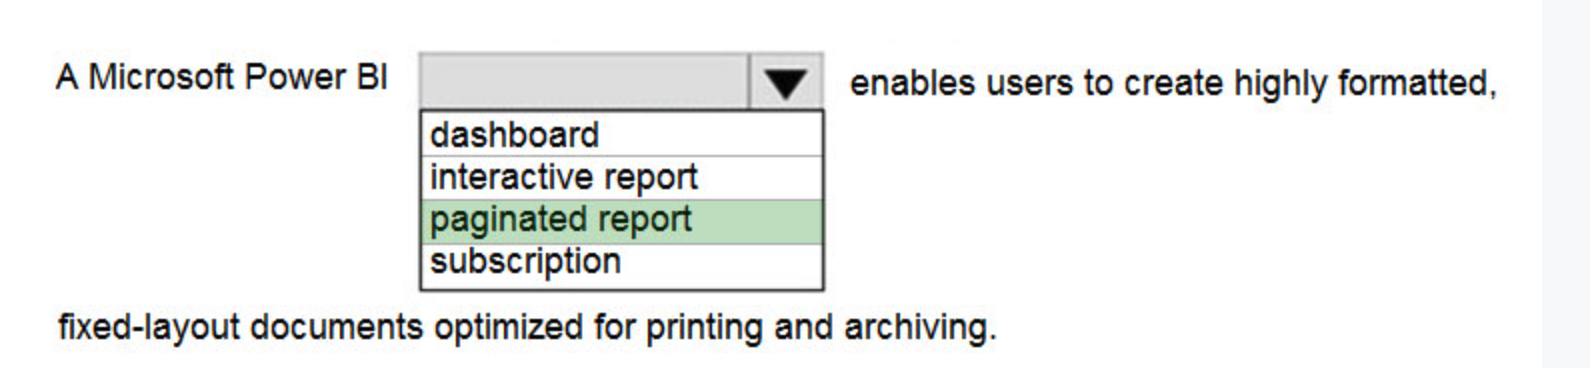 A Microsoft Power BI enables users to create highly formatted,
dashboard
interactive report
paginated report
subscription
fixed-layout documents optimized for printing and archiving.